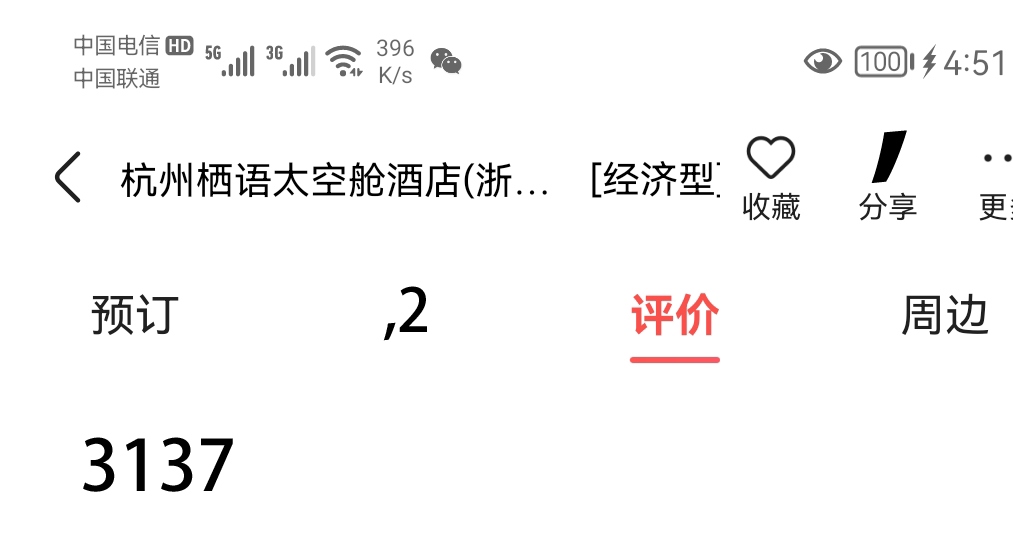 中国电信 HD 5G 3G 396 K/s 100 4:51
中国联通
杭州栖语太空舱酒店(浙... [经济型]
收藏 分享 更多
预订 ,2 评价 周边
3137